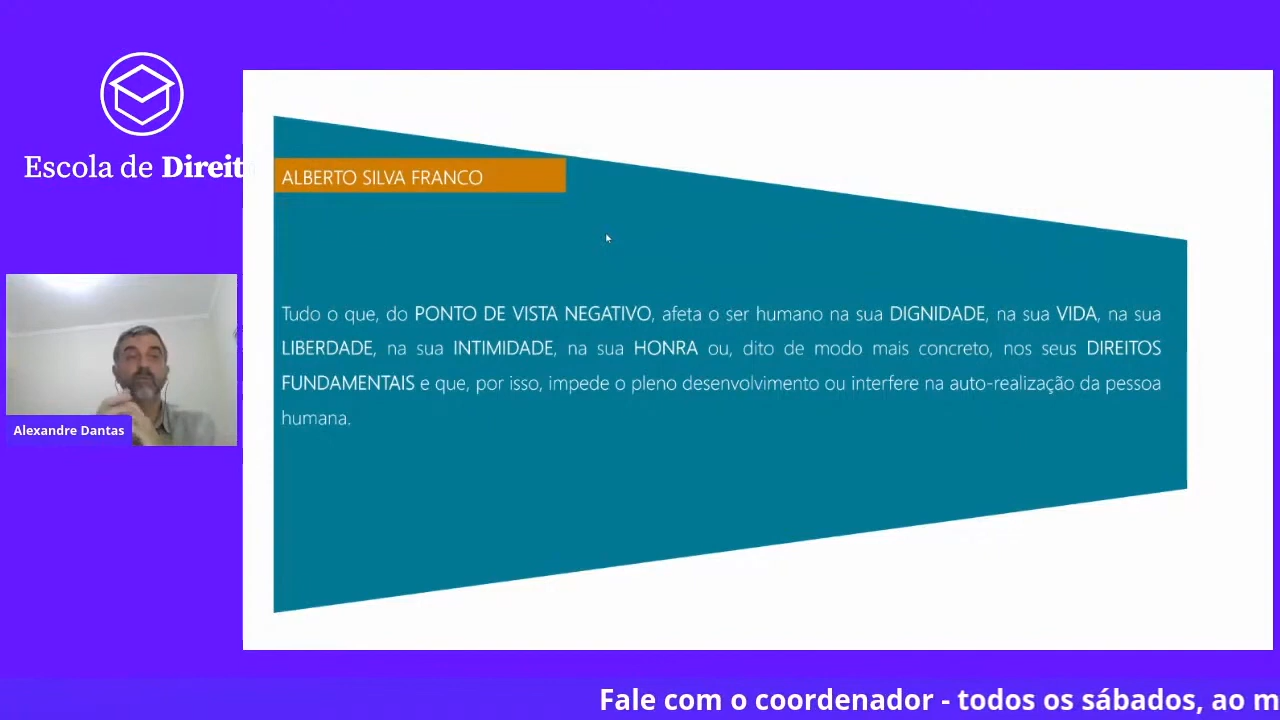 Escola de Direit
ALBERTO SILVA FRANCO
Tudo o que, do PONTO DE VISTA NEGATIVO, afeta o ser humano na sua DIGNIDADE, na sua VIDA, na sua
LIBERDADE, na sua INTIMIDADE, na sua HONRA ou, dito de modo mais concreto, nos seus DIREITOS
FUNDAMENTAIS e que, por isso, impede o pleno desenvolvimento ou interfere na auto-realização da pessoa
humana.
Alexandre Dantas
Fale com o coordenador - todos os sábados, ao m